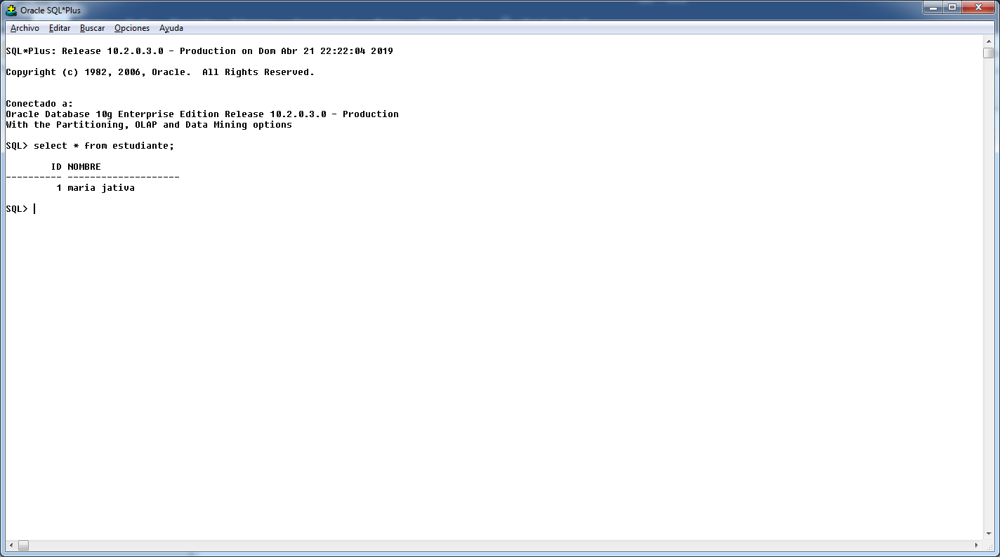 Oracle SQL*Plus
Archivo Editar Buscar Opciones Ayuda
SQL*Plus: Release 10.2.0.3.0 - Production on Dom Abr 21 22:22:04 2019
Copyright (c) 1982, 2006, Oracle.  All Rights Reserved.
Conectado a:
Oracle Database 10g Enterprise Edition Release 10.2.0.3.0 - Production
With the Partitioning, OLAP and Data Mining options
SQL> select * from estudiante;
ID NOMBRE
---------- --------------------
1 maria jativa
SQL>